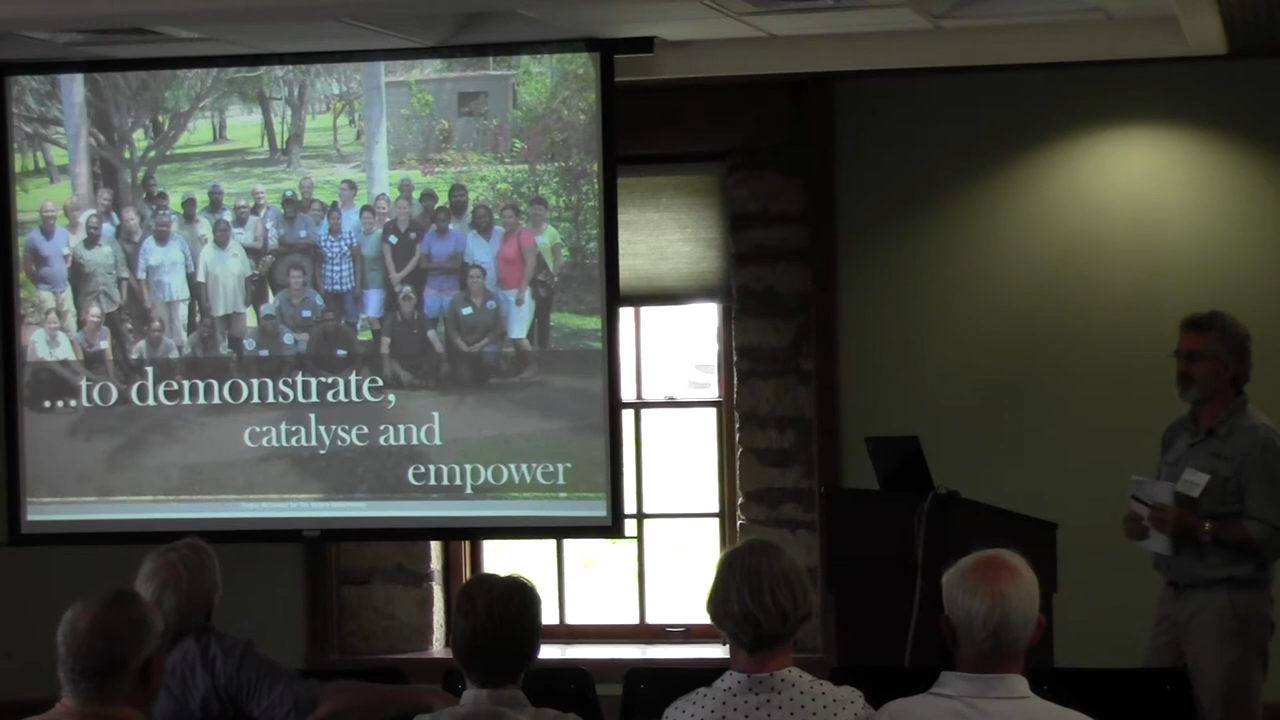 ...to demonstrate,
catalyse and
empower